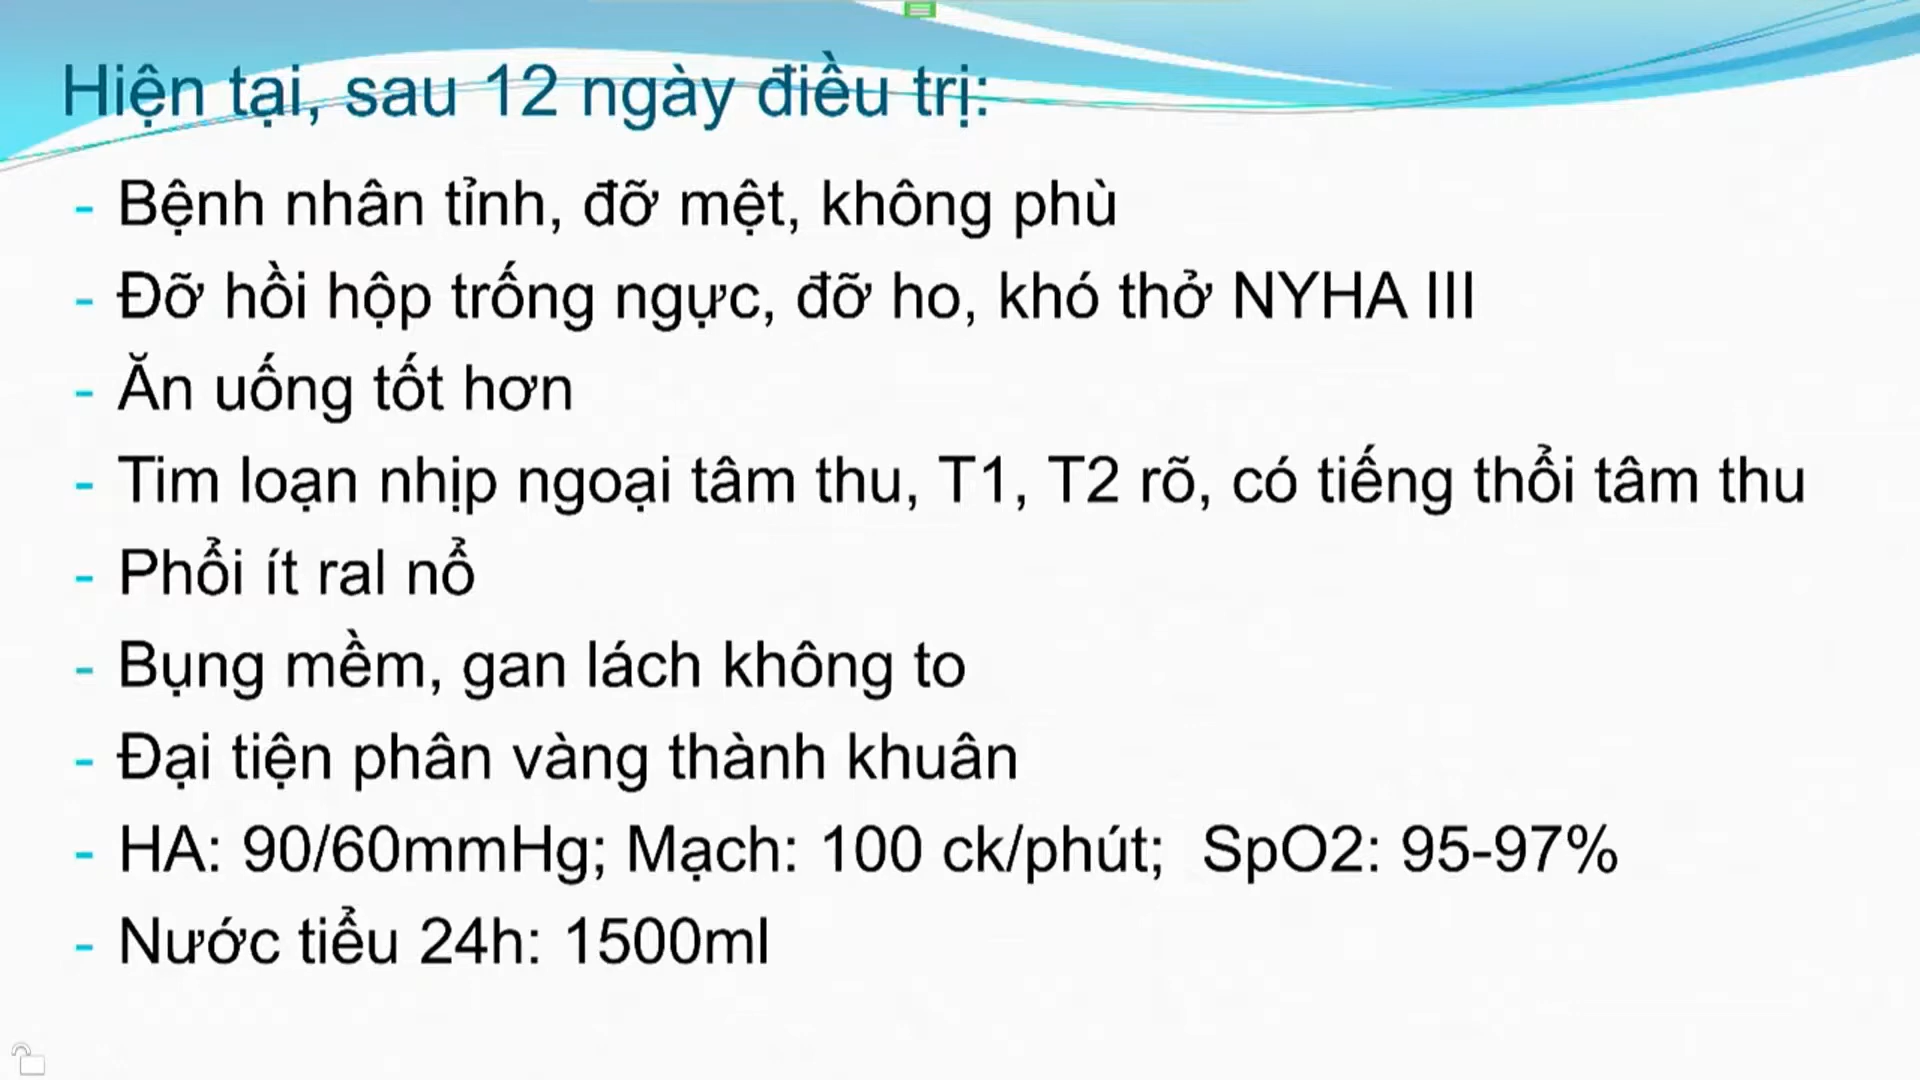 Hiện tại, sau 12 ngày điều trị:
- Bệnh nhân tỉnh, đỡ mệt, không phù
- Đỡ hồi hộp trống ngực, đỡ ho, khó thở NYHA III
- Ăn uống tốt hơn
- Tim loạn nhịp ngoại tâm thu, T1, T2 rõ, có tiếng thổi tâm thu
- Phổi ít ral nổ
- Bụng mềm, gan lách không to
- Đại tiện phân vàng thành khuân
- HA: 90/60mmHg; Mạch: 100 ck/phút; SpO2: 95-97%
- Nước tiểu 24h: 1500ml